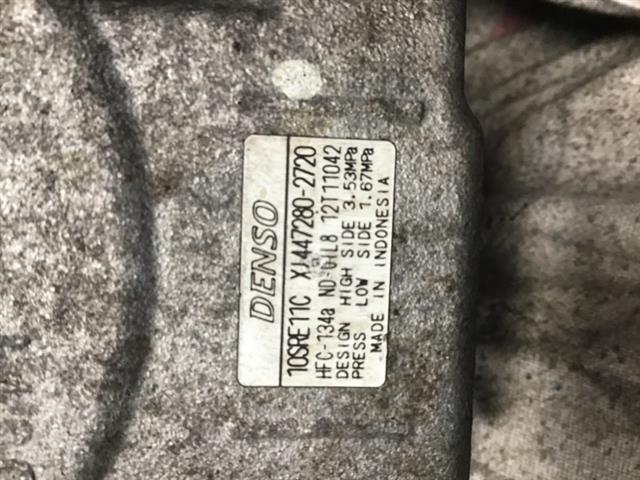 DENSO
10SRE11C XI447280-2720
HFC-134a ND-OIL8 12T11042
DESIGN HIGH SIDE 3.53MPa
PRESS LOW SIDE 1.67MPa
MADE IN INDONESIA